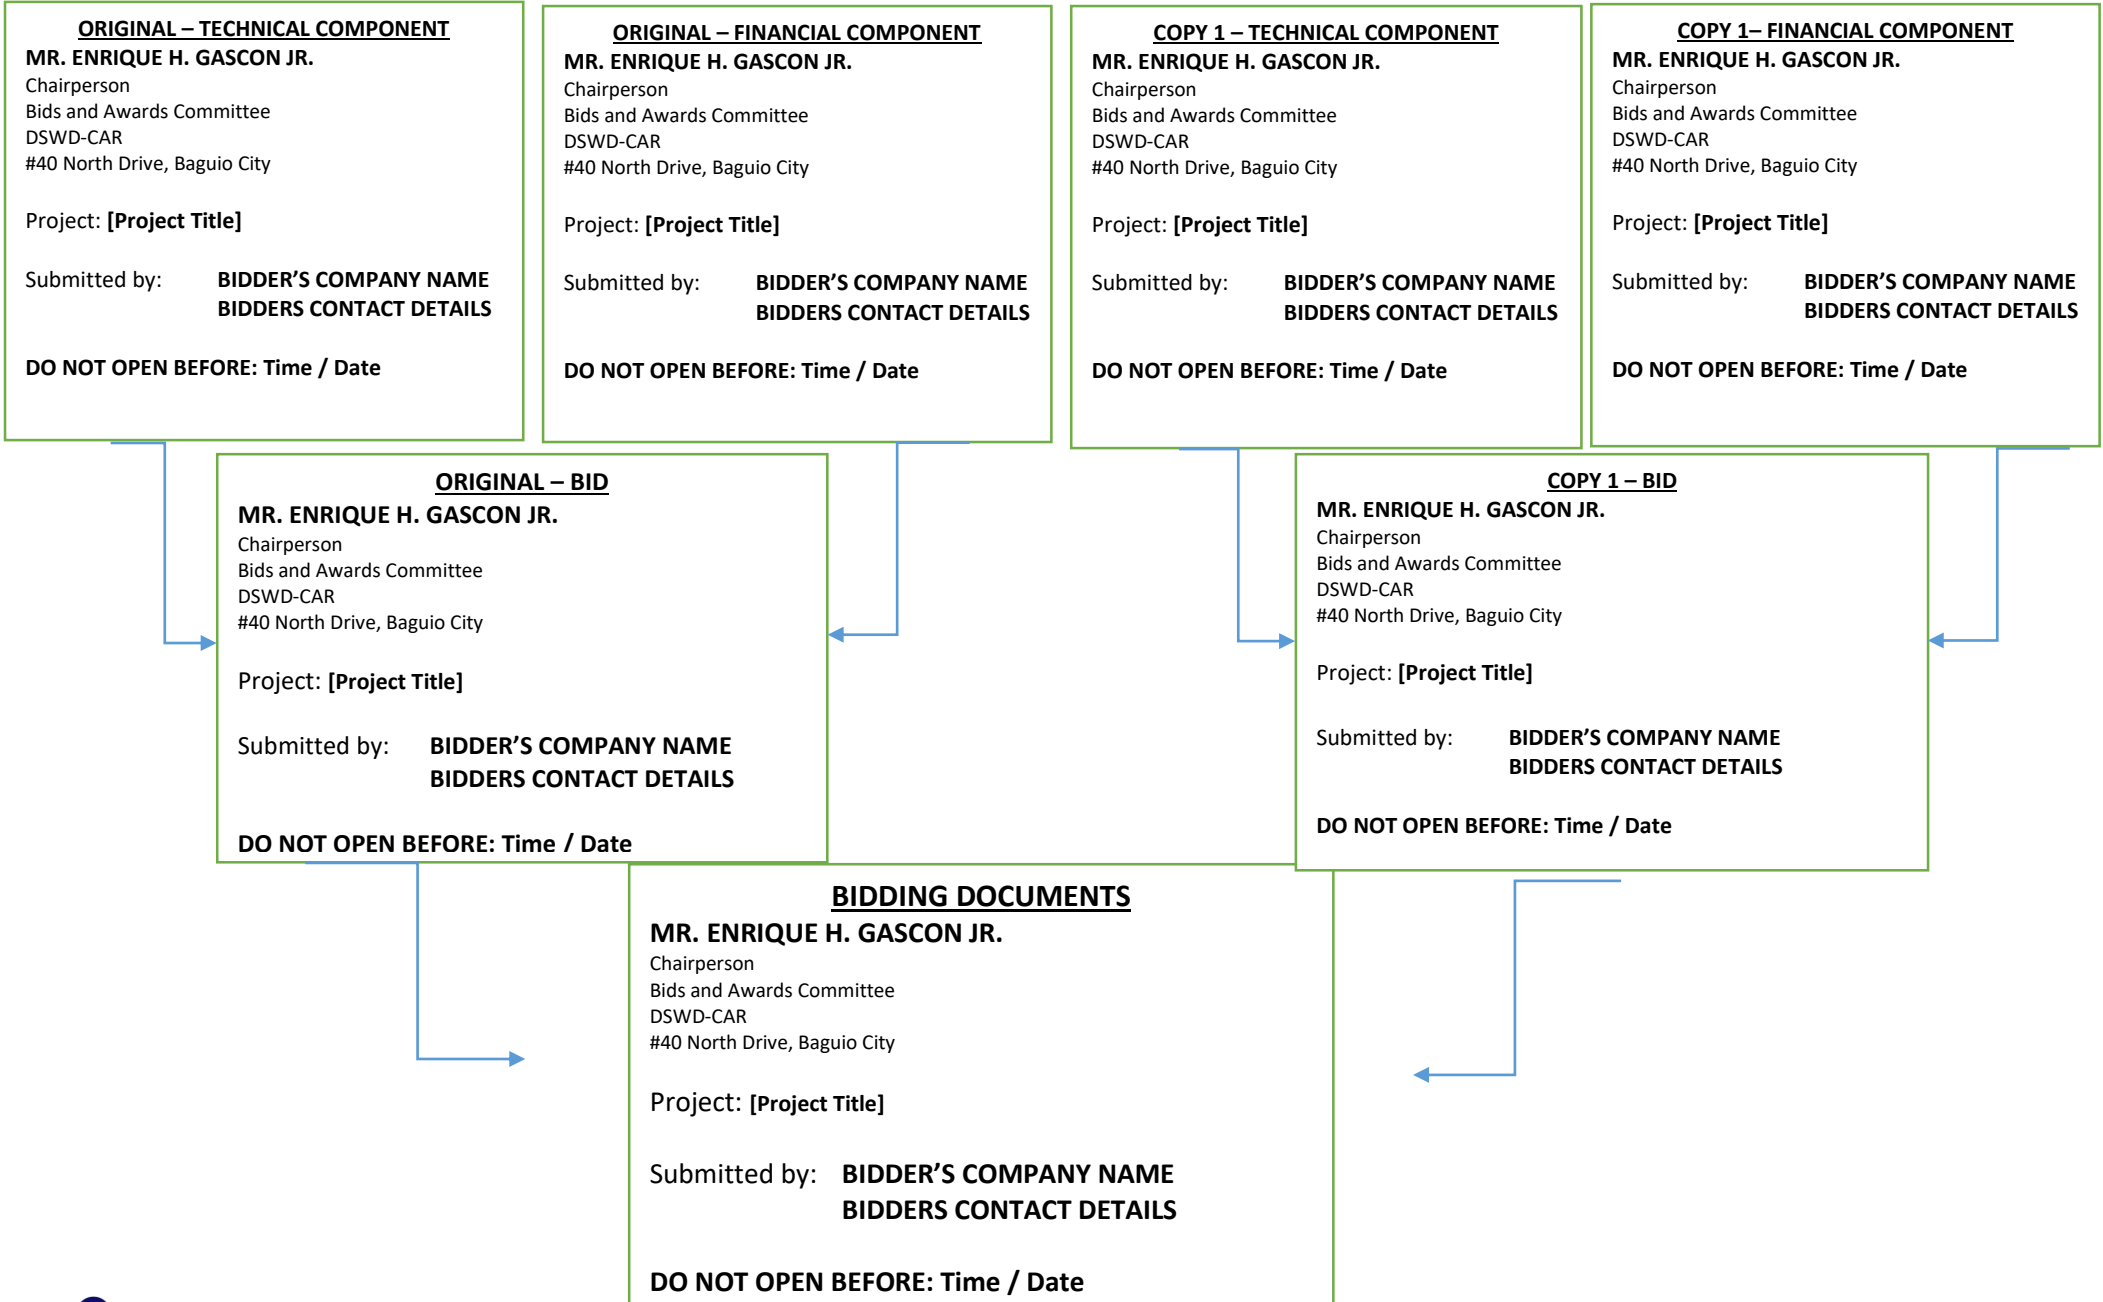 ORIGINAL – TECHNICAL COMPONENT
MR. ENRIQUE H. GASCON JR.
Chairperson
Bids and Awards Committee
DSWD-CAR
#40 North Drive, Baguio City
Project: [Project Title]
Submitted by: BIDDER’S COMPANY NAME
BIDDERS CONTACT DETAILS
DO NOT OPEN BEFORE: Time / Date
ORIGINAL – FINANCIAL COMPONENT
MR. ENRIQUE H. GASCON JR.
Chairperson
Bids and Awards Committee
DSWD-CAR
#40 North Drive, Baguio City
Project: [Project Title]
Submitted by: BIDDER’S COMPANY NAME
BIDDERS CONTACT DETAILS
DO NOT OPEN BEFORE: Time / Date
COPY 1 – TECHNICAL COMPONENT
MR. ENRIQUE H. GASCON JR.
Chairperson
Bids and Awards Committee
DSWD-CAR
#40 North Drive, Baguio City
Project: [Project Title]
Submitted by: BIDDER’S COMPANY NAME
BIDDERS CONTACT DETAILS
DO NOT OPEN BEFORE: Time / Date
COPY 1– FINANCIAL COMPONENT
MR. ENRIQUE H. GASCON JR.
Chairperson
Bids and Awards Committee
DSWD-CAR
#40 North Drive, Baguio City
Project: [Project Title]
Submitted by: BIDDER’S COMPANY NAME
BIDDERS CONTACT DETAILS
DO NOT OPEN BEFORE: Time / Date
ORIGINAL – BID
MR. ENRIQUE H. GASCON JR.
Chairperson
Bids and Awards Committee
DSWD-CAR
#40 North Drive, Baguio City
Project: [Project Title]
Submitted by: BIDDER’S COMPANY NAME
BIDDERS CONTACT DETAILS
DO NOT OPEN BEFORE: Time / Date
COPY 1 – BID
MR. ENRIQUE H. GASCON JR.
Chairperson
Bids and Awards Committee
DSWD-CAR
#40 North Drive, Baguio City
Project: [Project Title]
Submitted by: BIDDER’S COMPANY NAME
BIDDERS CONTACT DETAILS
DO NOT OPEN BEFORE: Time / Date
BIDDING DOCUMENTS
MR. ENRIQUE H. GASCON JR.
Chairperson
Bids and Awards Committee
DSWD-CAR
#40 North Drive, Baguio City
Project: [Project Title]
Submitted by: BIDDER’S COMPANY NAME
BIDDERS CONTACT DETAILS
DO NOT OPEN BEFORE: Time / Date